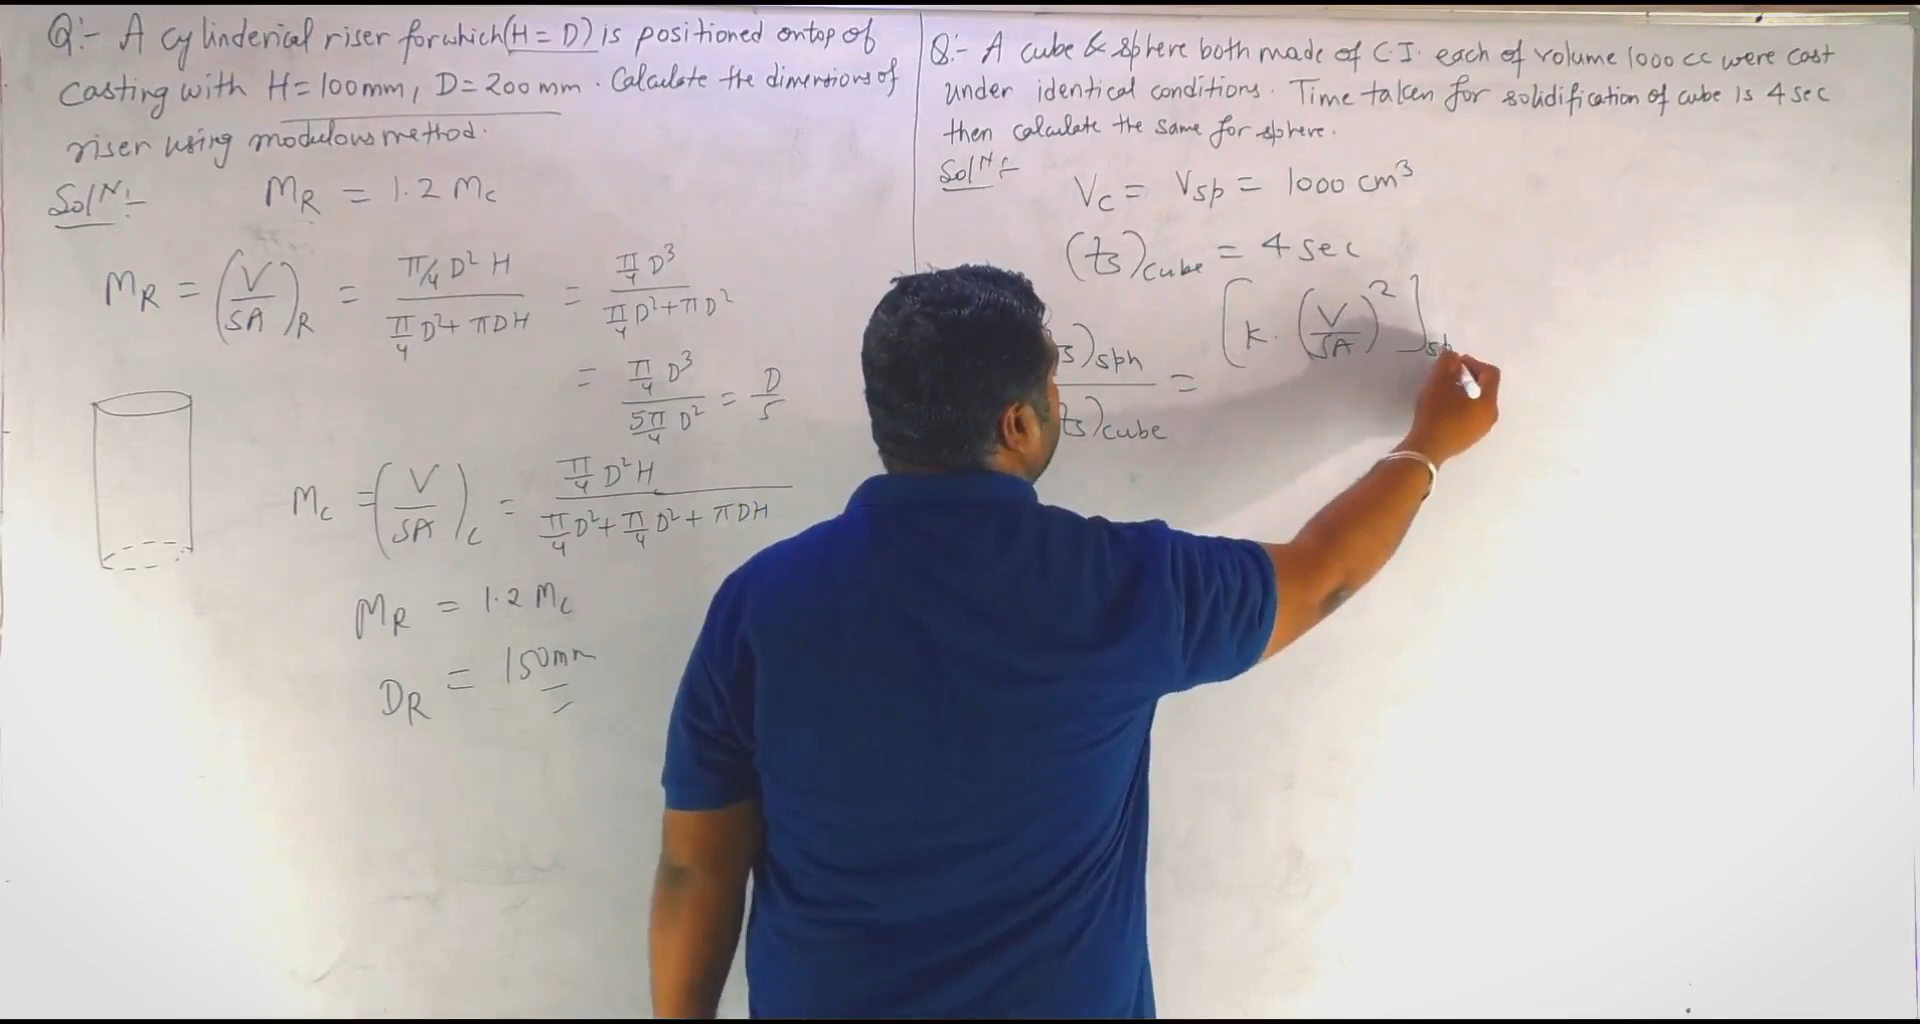 Q:- A cylinderical riser for which (H = D) is positioned on top of
casting with H = 100mm, D = 200 mm. Calculate the dimensions of
riser using modulous method.
Solⁿ:-
M_R = 1.2 M_C
M_R = (V/SA)_R = (π/4 D² H)/(π/4 D² + πDH) = (π/4 D³)/(π/4 D² + πD²)
= (π/4 D³)/(5π/4 D²) = D/5
M_C = (V/SA)_C = (π/4 D²H)/(π/4 D² + π/4 D² + πDH)
M_R = 1.2 M_C
D_R = 150mm
Q:- A cube & sphere both made of C.I. each of volume 1000 cc were cast
under identical conditions. Time taken for solidification of cube is 4 sec
then calculate the same for sphere.
Solⁿ:-
V_C = V_sp = 1000 cm³
(ts)_cube = 4 sec
s)_sph / ts)_cube = [k. (V/SA)²]